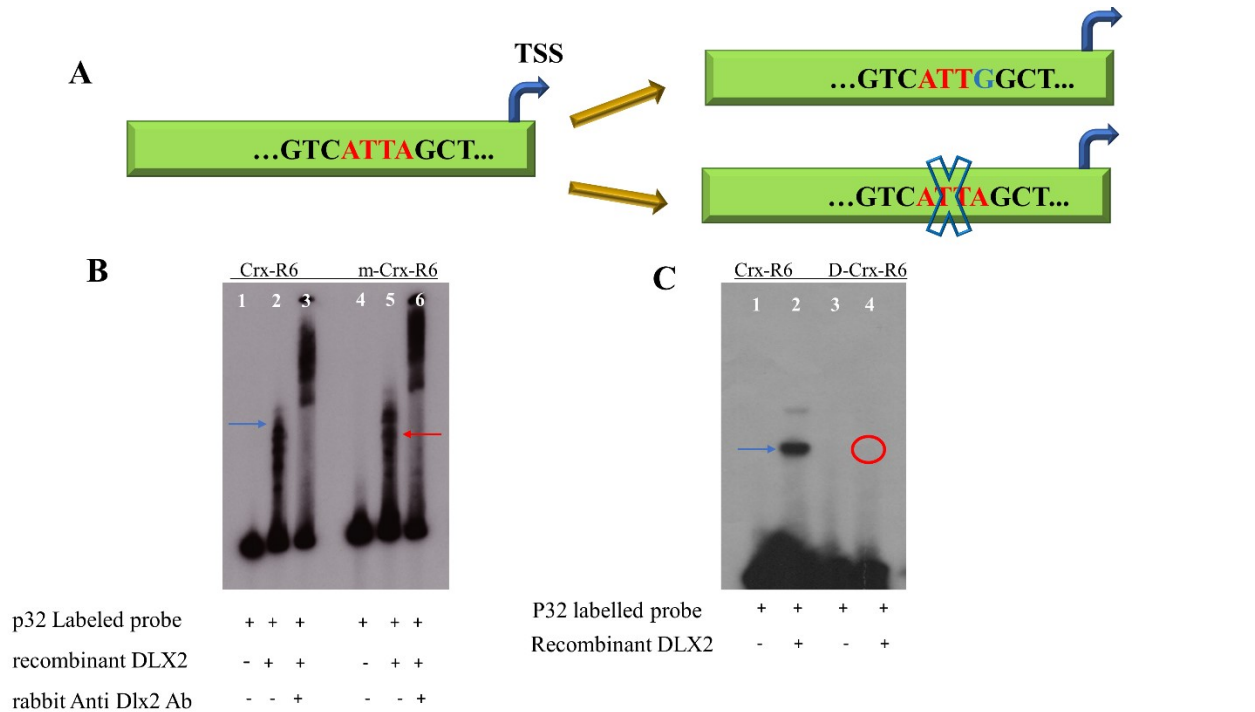 A
TSS
...GTCATTAGCT...
...GTCATTGGCT...
...GTCATTAGCT...
B
Crx-R6 m-Crx-R6
1 2 3 4 5 6
p32 Labeled probe + + + + + +
recombinant DLX2 - + + - + +
rabbit Anti Dlx2 Ab - - + - - +
C
Crx-R6 D-Crx-R6
1 2 3 4
P32 labelled probe + + + +
Recombinant DLX2 - + - +